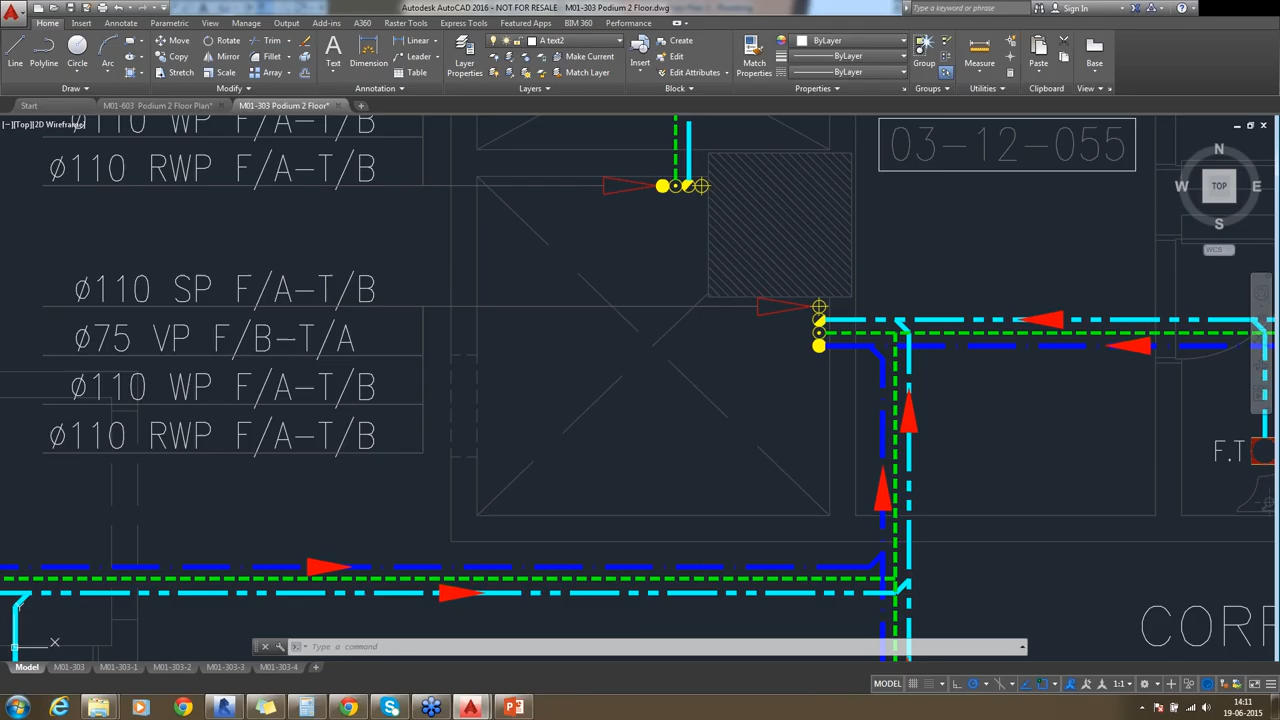 Autodesk AutoCAD 2016 - NOT FOR RESALE M01-303 Podium 2 Floor.dwg
Type a keyword or phrase
Sign In
Home Insert Annotate Parametric View Manage Output Add-ins A360 Raster Tools Express Tools Featured Apps BIM 360 Performance
Line Polyline Circle Arc
Move Rotate Trim
Copy Mirror Fillet
Stretch Scale Array
Text Dimension
Linear
Leader
Table
Layer Properties
A text2
Make Current
Match Layer
Insert
Create
Edit
Edit Attributes
Match Properties
ByLayer
ByLayer
ByLayer
Group
Measure
Paste
Base
Draw Modify Annotation Layers Block Properties Groups Utilities Clipboard View
Start M01-603 Podium 2 Floor Plan* M01-303 Podium 2 Floor*
[−][Top][2D Wireframe]
ø110 WP F/A-T/B
ø110 RWP F/A-T/B
03-12-055
N
W TOP E
S
WCS
ø110 SP F/A-T/B
ø75 VP F/B-T/A
ø110 WP F/A-T/B
ø110 RWP F/A-T/B
F.T
CORR
X
Type a command
Model M01-303 M01-303-1 M01-303-2 M01-303-3 M01-303-4
MODEL 1:1
14:11
19-06-2015